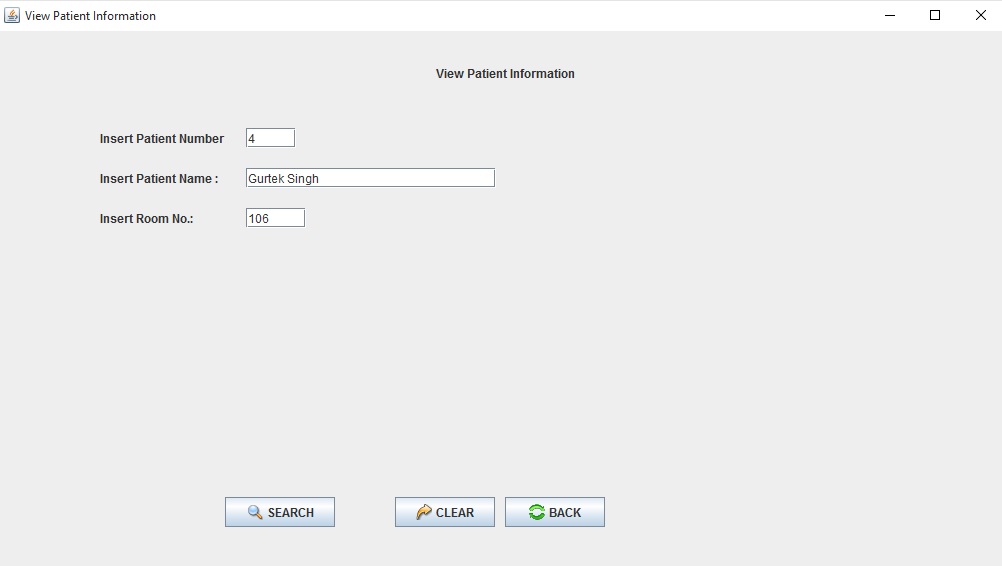 View Patient Information
View Patient Information
Insert Patient Number 4
Insert Patient Name : Gurtek Singh
Insert Room No.: 106
SEARCH CLEAR BACK